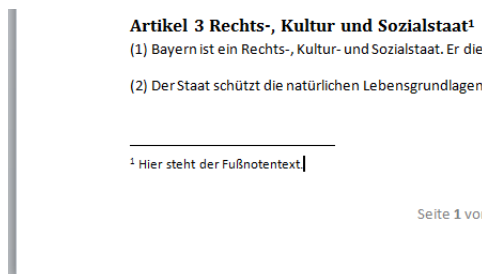 Artikel 3 Rechts-, Kultur und Sozialstaat¹
(1) Bayern ist ein Rechts-, Kultur- und Sozialstaat. Er die
(2) Der Staat schützt die natürlichen Lebensgrundlagen
¹ Hier steht der Fußnotentext.
Seite 1 vo